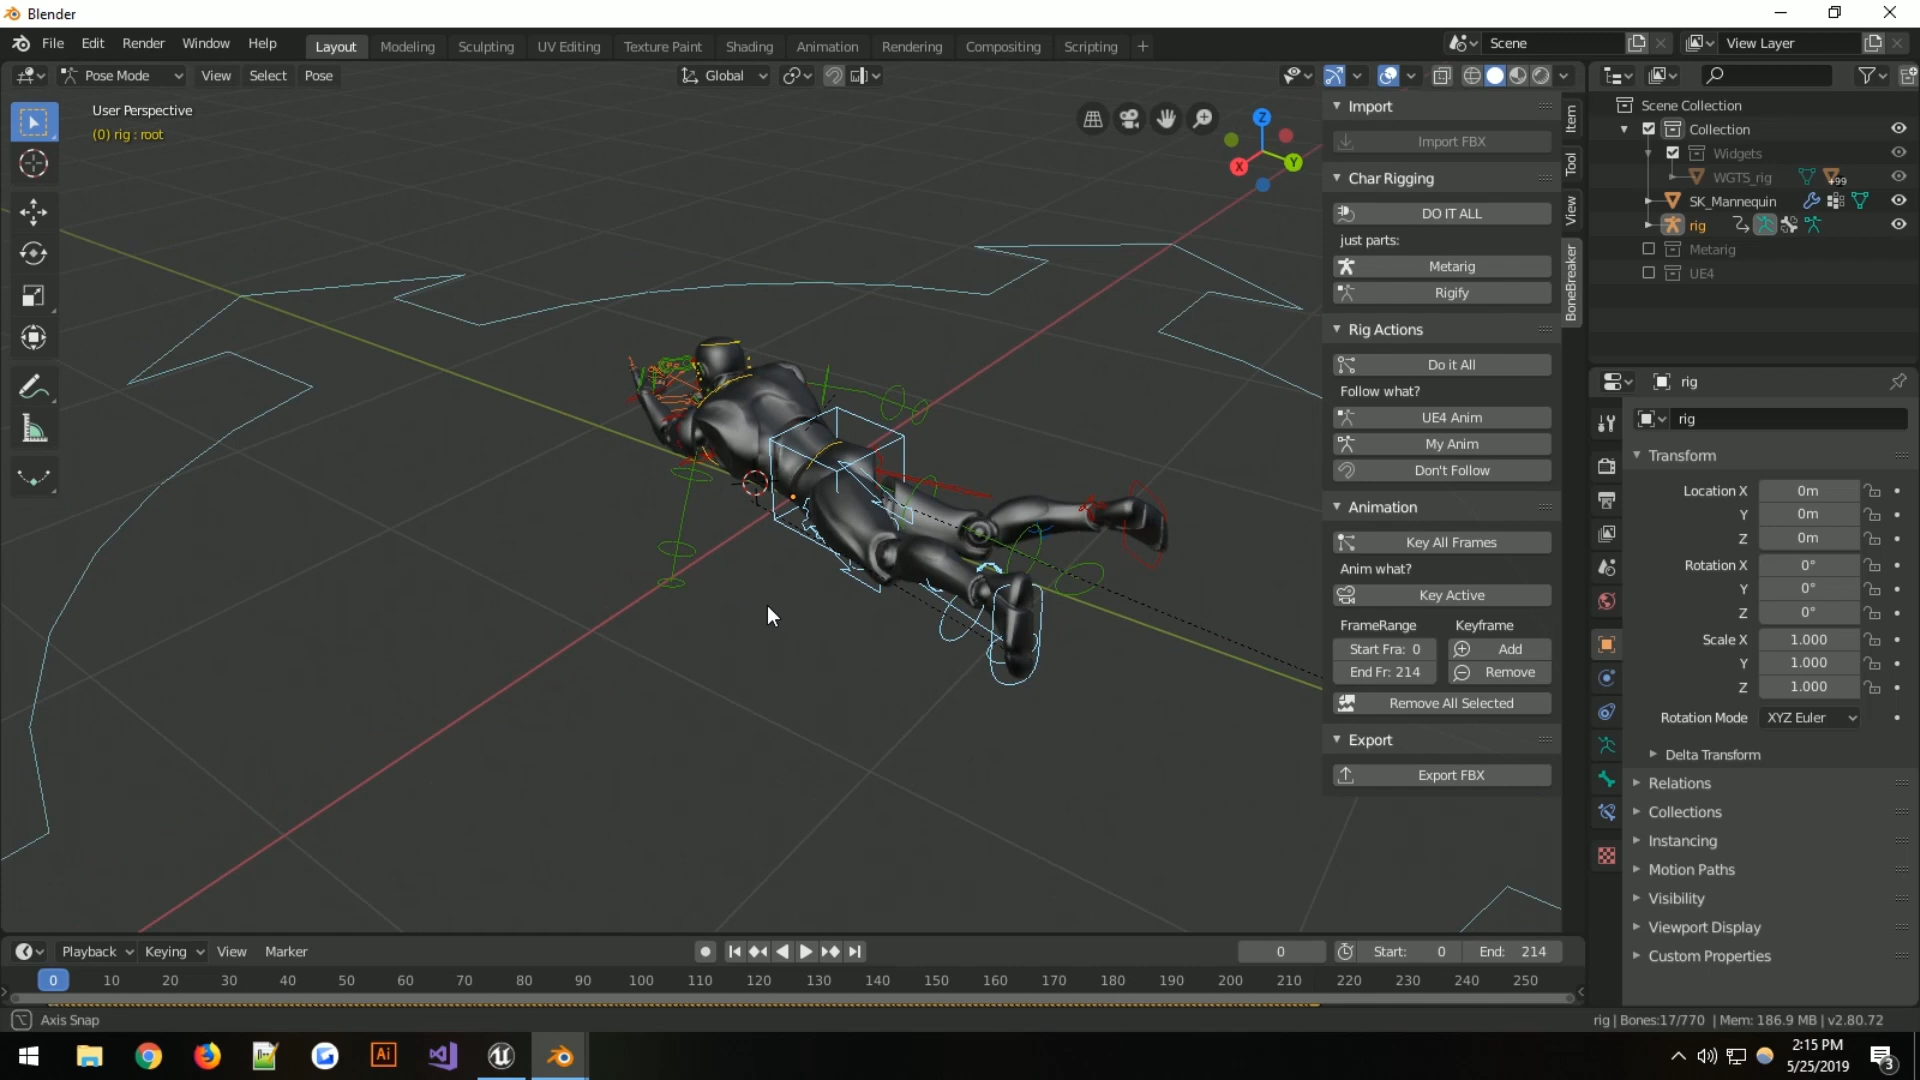 Blender
File Edit Render Window Help Layout Modeling Sculpting UV Editing Texture Paint Shading Animation Rendering Compositing Scripting + Scene View Layer
Pose Mode View Select Pose Global
User Perspective
(0) rig : root
Z
X
Y
Import
Import FBX
Char Rigging
DO IT ALL
just parts:
Metarig
Rigify
Rig Actions
Do it All
Follow what?
UE4 Anim
My Anim
Don't Follow
Animation
Key All Frames
Anim what?
Key Active
FrameRange Keyframe
Start Fra: 0 Add
End Fr: 214 Remove
Remove All Selected
Export
Export FBX
Item
Tool
View
BoneBreaker
Scene Collection
Collection
Widgets
WGTS_rig +99
SK_Mannequin
rig
Metarig
UE4
rig
rig
Transform
Location X 0m
Y 0m
Z 0m
Rotation X 0°
Y 0°
Z 0°
Scale X 1.000
Y 1.000
Z 1.000
Rotation Mode XYZ Euler
Delta Transform
Relations
Collections
Instancing
Motion Paths
Visibility
Viewport Display
Custom Properties
Playback Keying View Marker 0 Start: 0 End: 214
0 10 20 30 40 50 60 70 80 90 100 110 120 130 140 150 160 170 180 190 200 210 220 230 240 250
Axis Snap rig | Bones:17/770 | Mem: 186.9 MB | v2.80.72
Ai
2:15 PM
5/25/2019
3